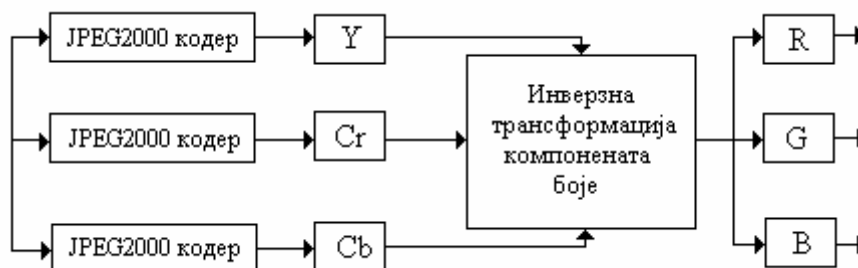 JPEG2000 кодер
Y
R
JPEG2000 кодер
Cr
Инверзна
трансформација
компонената
боје
G
JPEG2000 кодер
Cb
B